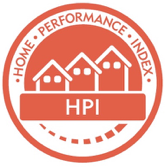 • HOME • PERFORMANCE • INDEX •
HPI